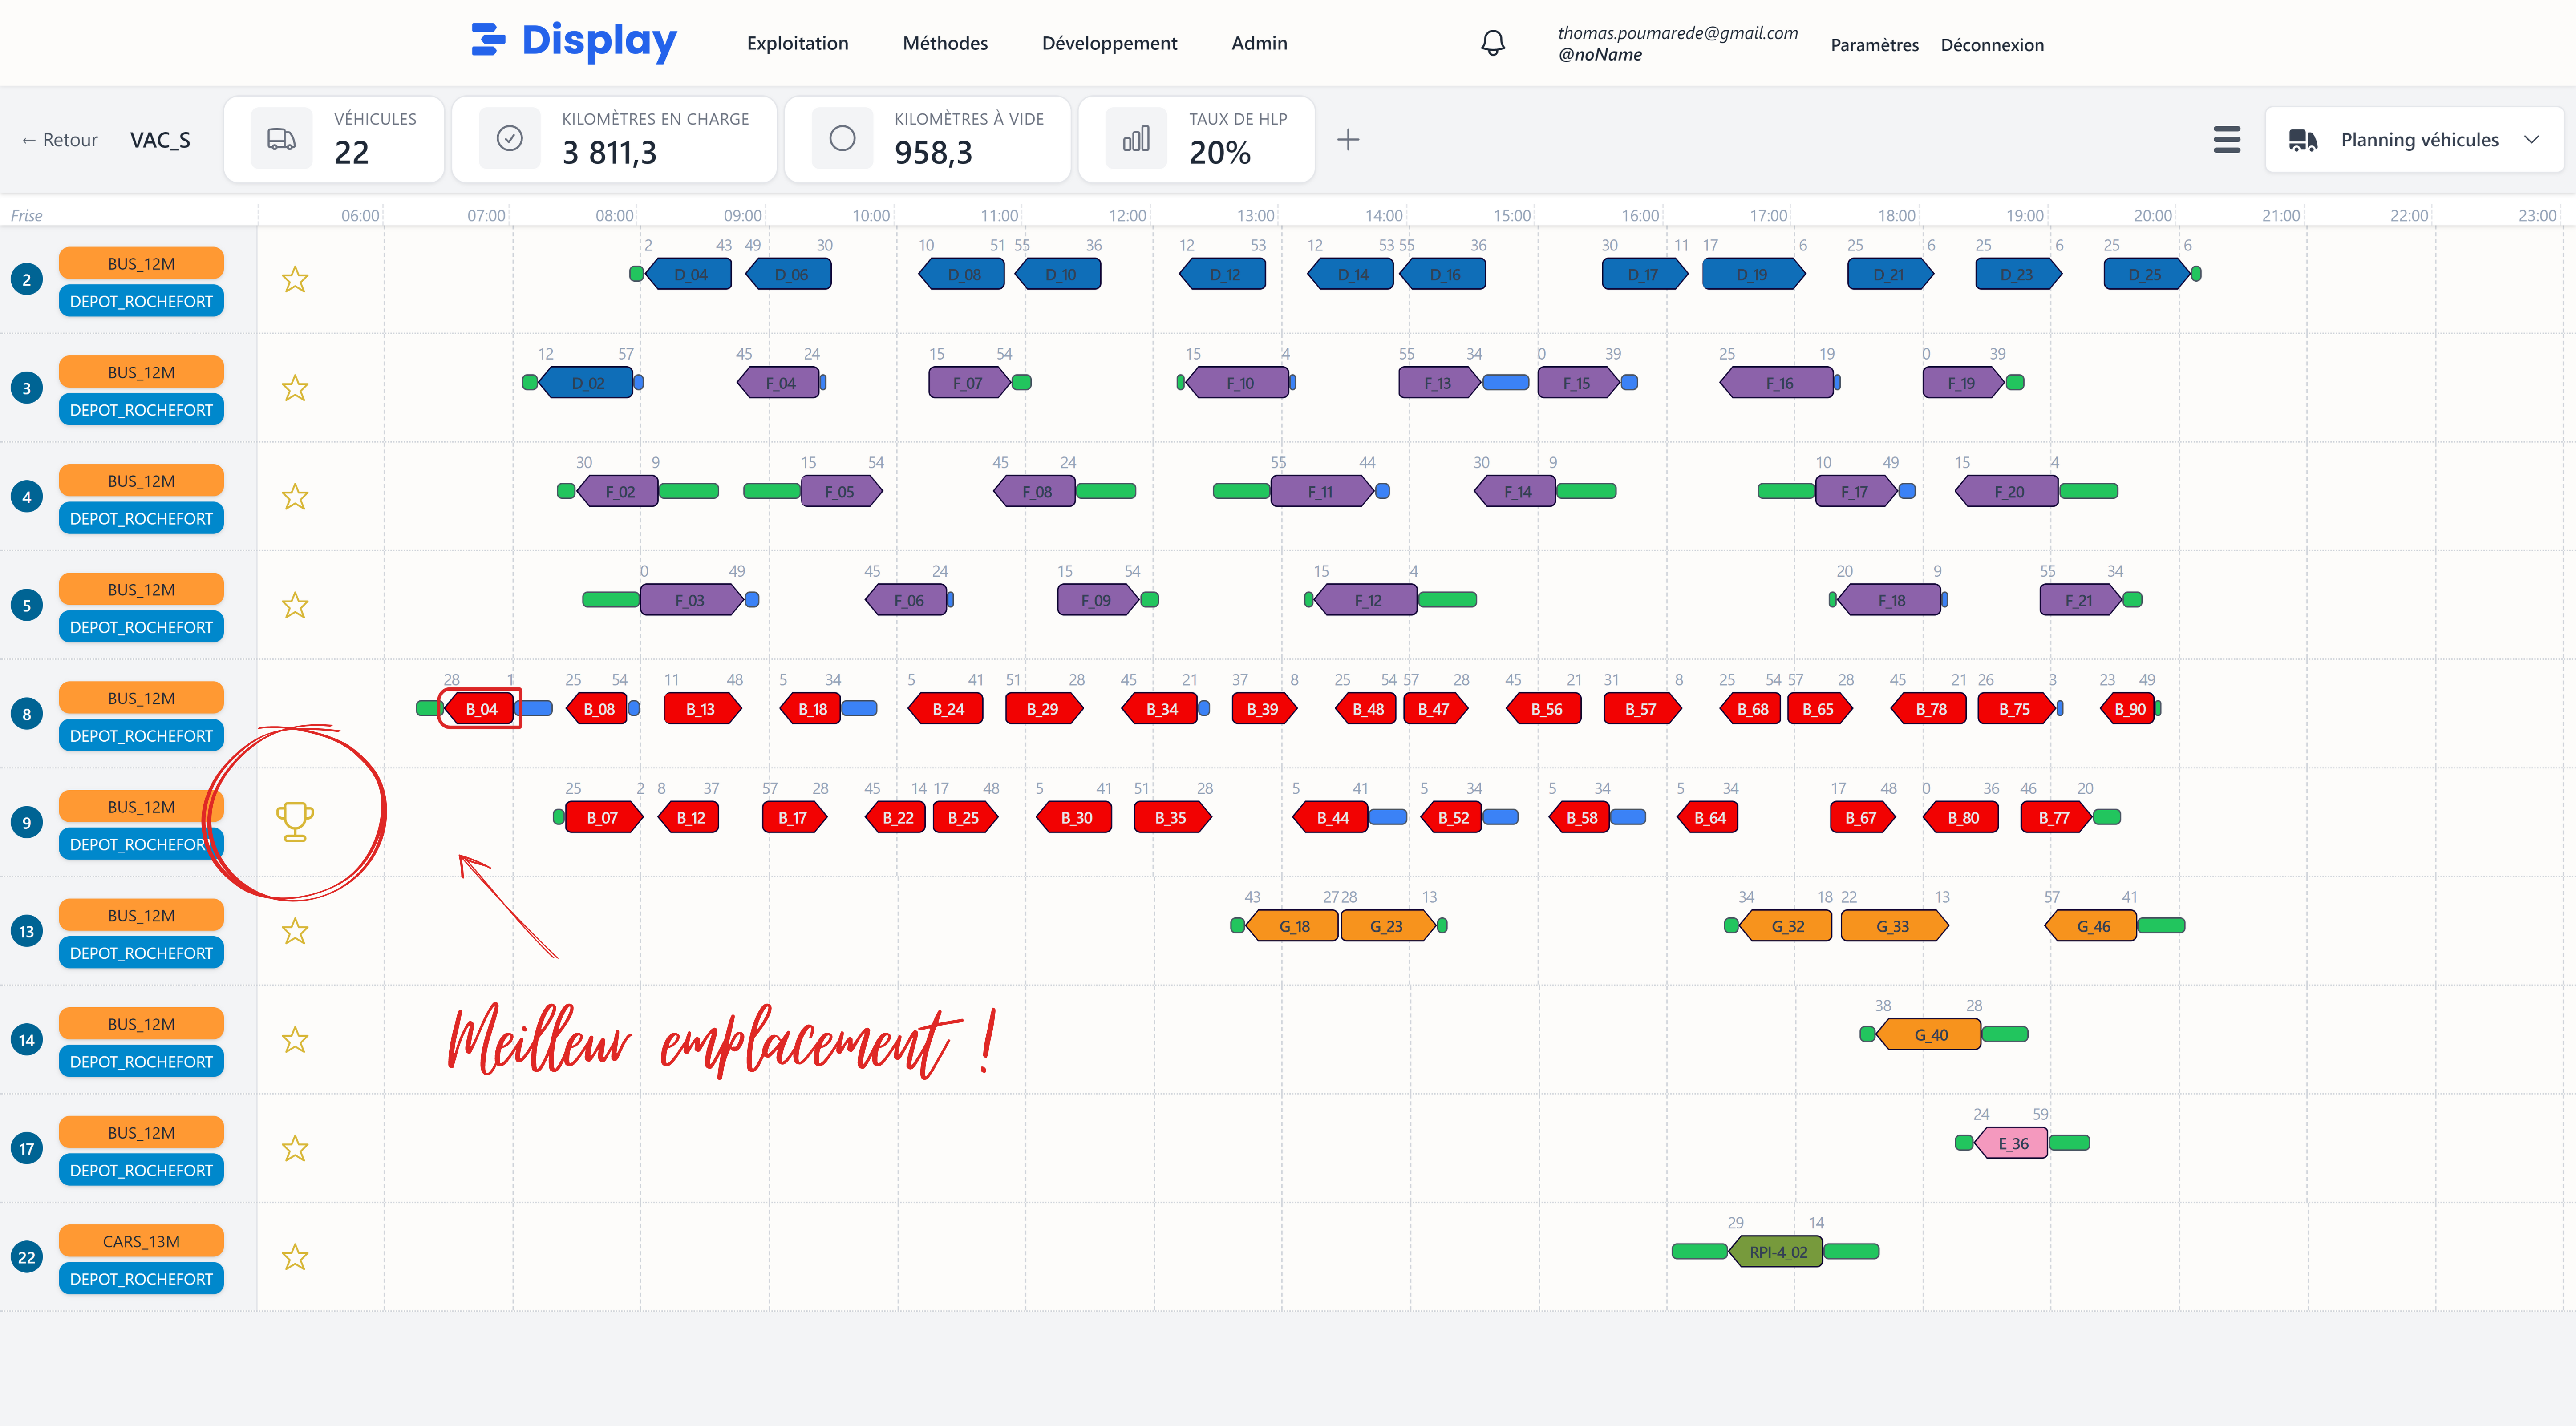 Display
Exploitation Méthodes Développement Admin
thomas.poumarede@gmail.com
@noName
Paramètres Déconnexion
← Retour VAC_S
VÉHICULES
22
KILOMÈTRES EN CHARGE
3 811,3
KILOMÈTRES À VIDE
958,3
TAUX DE HLP
20%
Planning véhicules
Frise 06:00 07:00 08:00 09:00 10:00 11:00 12:00 13:00 14:00 15:00 16:00 17:00 18:00 19:00 20:00 21:00 22:00 23:00
2 BUS_12M DEPOT_ROCHEFORT
2 43 49 30 10 51 55 36 12 53 12 53 55 36 30 11 17 6 25 6 25 6 25 6
D_04 D_06 D_08 D_10 D_12 D_14 D_16 D_17 D_19 D_21 D_23 D_25
3 BUS_12M DEPOT_ROCHEFORT
12 57 45 24 15 54 15 4 55 34 0 39 25 19 0 39
D_02 F_04 F_07 F_10 F_13 F_15 F_16 F_19
4 BUS_12M DEPOT_ROCHEFORT
30 9 15 54 45 24 55 44 30 9 10 49 15 4
F_02 F_05 F_08 F_11 F_14 F_17 F_20
5 BUS_12M DEPOT_ROCHEFORT
0 49 45 24 15 54 15 4 20 9 55 34
F_03 F_06 F_09 F_12 F_18 F_21
8 BUS_12M DEPOT_ROCHEFORT
28 1 25 54 11 48 5 34 5 41 51 28 45 21 37 8 25 54 57 28 45 21 31 8 25 54 57 28 45 21 26 3 23 49
B_04 B_08 B_13 B_18 B_24 B_29 B_34 B_39 B_48 B_47 B_56 B_57 B_68 B_65 B_78 B_75 B_90
9 BUS_12M DEPOT_ROCHEFORT
25 2 8 37 57 28 45 14 17 48 5 41 51 28 5 41 5 34 5 34 5 34 17 48 0 36 46 20
B_07 B_12 B_17 B_22 B_25 B_30 B_35 B_44 B_52 B_58 B_64 B_67 B_80 B_77
13 BUS_12M DEPOT_ROCHEFORT
43 27 28 13 34 18 22 13 57 41
G_18 G_23 G_32 G_33 G_46
14 BUS_12M DEPOT_ROCHEFORT
38 28
G_40
Meilleur emplacement !
17 BUS_12M DEPOT_ROCHEFORT
24 59
E_36
22 CARS_13M DEPOT_ROCHEFORT
29 14
RPI-4_02